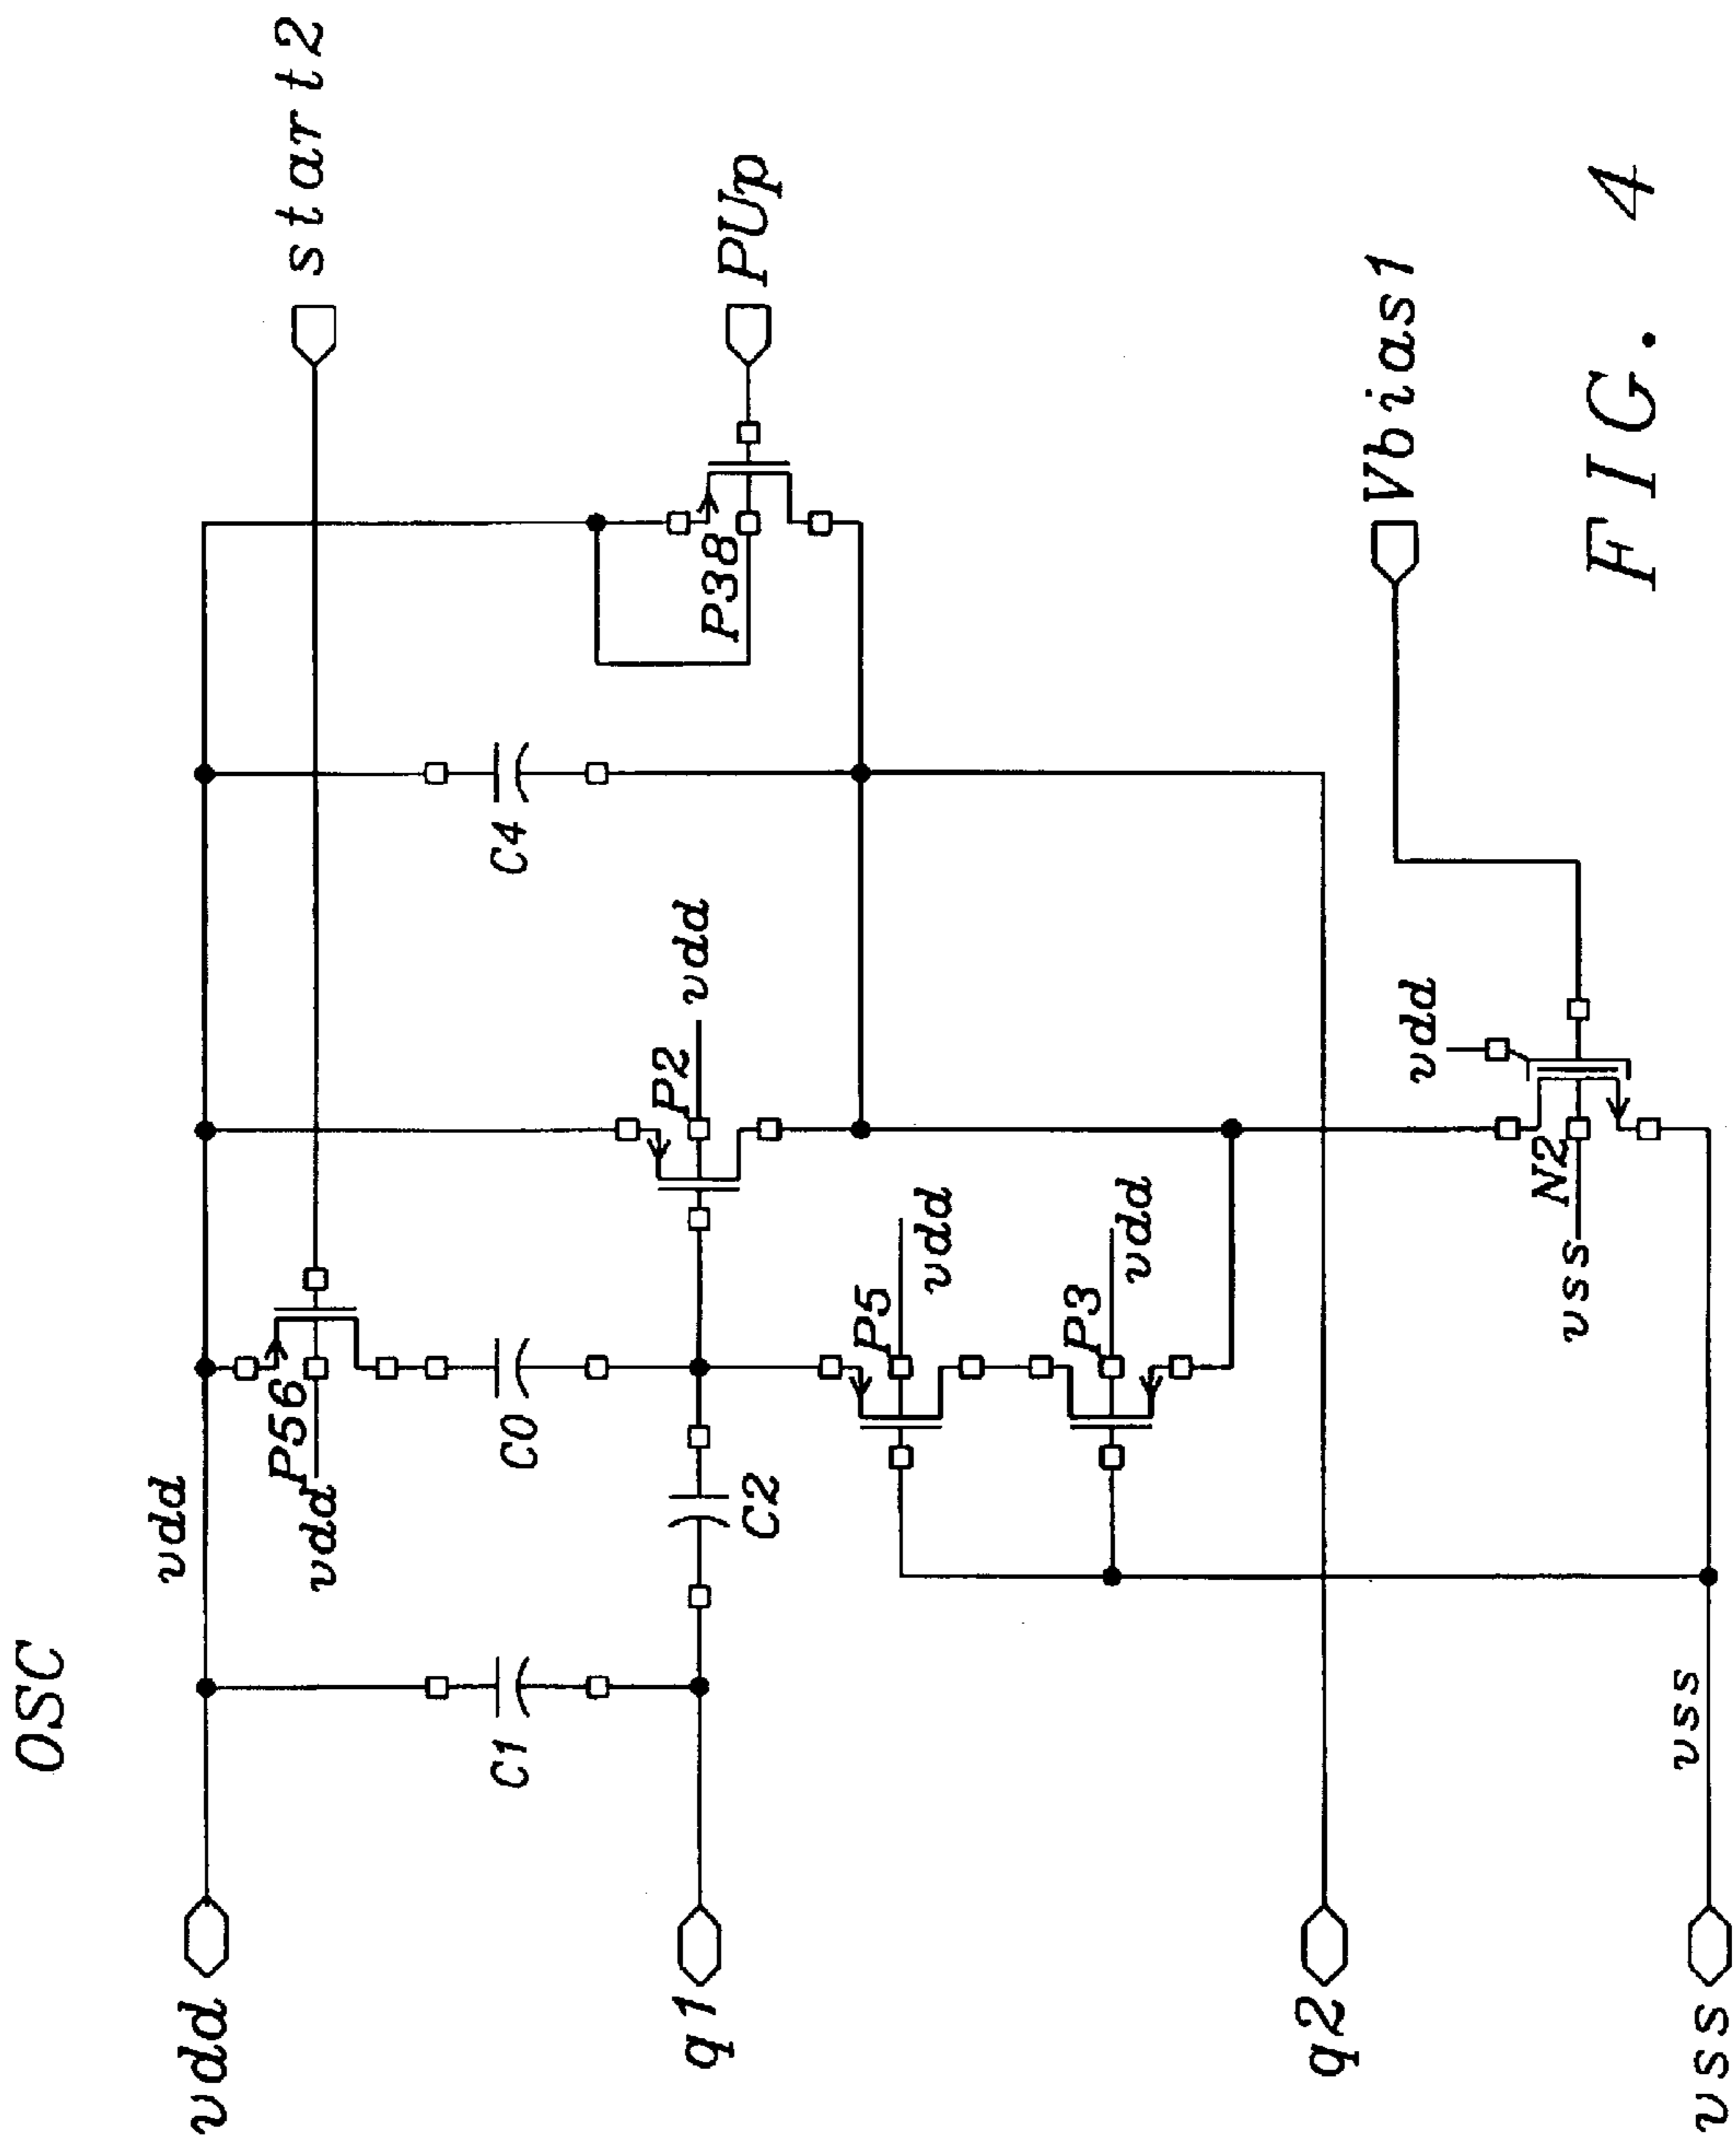 OSC
vdd
vdd
start2
P56
vdd
C1
C0
C4
PUp
P38
q1
C2
P2
vdd
P5
vdd
P3
vdd
q2
Vbias1
vdd
N2
vss
vss
vss
FIG. 4